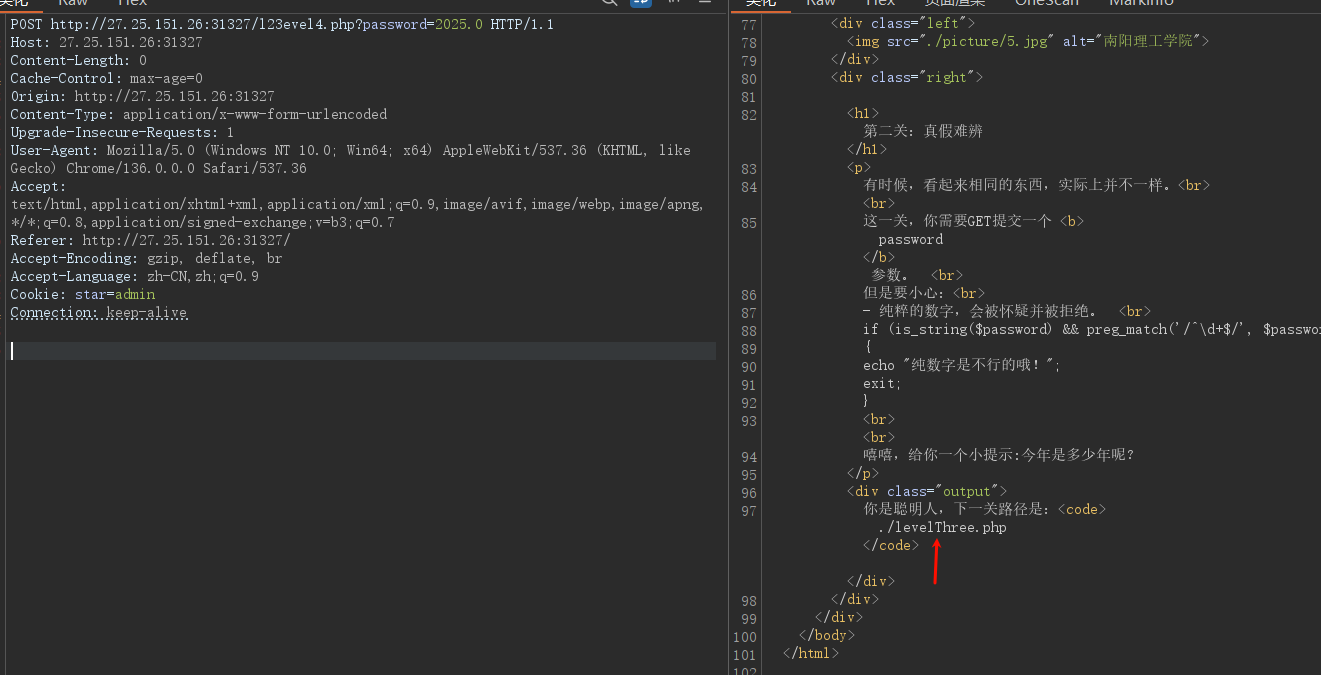 Raw
Hex
POST http://27.25.151.26:31327/l23evel4.php?password=2025.0 HTTP/1.1
Host: 27.25.151.26:31327
Content-Length: 0
Cache-Control: max-age=0
Origin: http://27.25.151.26:31327
Content-Type: application/x-www-form-urlencoded
Upgrade-Insecure-Requests: 1
User-Agent: Mozilla/5.0 (Windows NT 10.0; Win64; x64) AppleWebKit/537.36 (KHTML, like
Gecko) Chrome/136.0.0.0 Safari/537.36
Accept:
text/html,application/xhtml+xml,application/xml;q=0.9,image/avif,image/webp,image/apng,
*/*;q=0.8,application/signed-exchange;v=b3;q=0.7
Referer: http://27.25.151.26:31327/
Accept-Encoding: gzip, deflate, br
Accept-Language: zh-CN,zh;q=0.9
Cookie: star=admin
Connection: keep-alive
美化 Raw Hex 页面渲染 OneScan MarkInfo
77 <div class="left">
78 <img src="./picture/5.jpg" alt="南阳理工学院">
79 </div>
80 <div class="right">
81
82 <h1>
第二关：真假难辨
</h1>
83 <p>
84 有时候，看起来相同的东西，实际上并不一样。<br>
<br>
85 这一关，你需要GET提交一个 <b>
password
</b>
参数。 <br>
86 但是要小心：<br>
87 - 纯粹的数字，会被怀疑并被拒绝。 <br>
88 if (is_string($password) && preg_match('/^\d+$/', $passwo
89 {
90 echo "纯数字是不行的哦！";
91 exit;
92 }
93 <br>
<br>
94 嘻嘻，给你一个小提示:今年是多少年呢？
95 </p>
96 <div class="output">
97 你是聪明人，下一关路径是：<code>
./levelThree.php
</code>
</div>
98 </div>
99 </div>
100 </body>
101 </html>
102